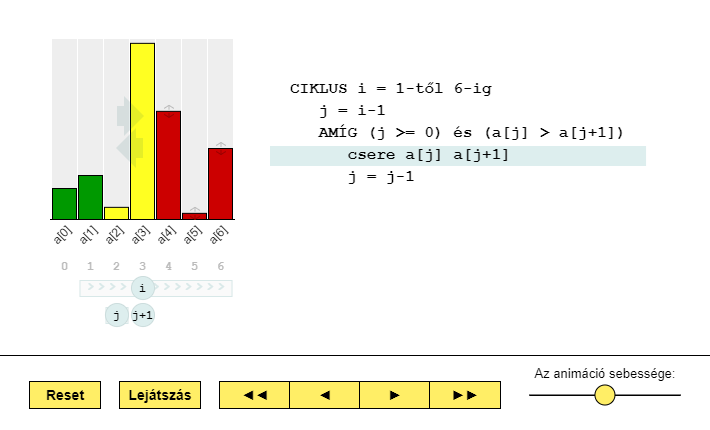 CIKLUS i = 1-től 6-ig
j = i-1
AMÍG (j >= 0) és (a[j] > a[j+1])
csere a[j] a[j+1]
j = j-1
a[0] a[1] a[2] a[3] a[4] a[5] a[6]
0 1 2 3 4 5 6
i
j j+1
Az animáció sebessége:
Reset Lejátszás